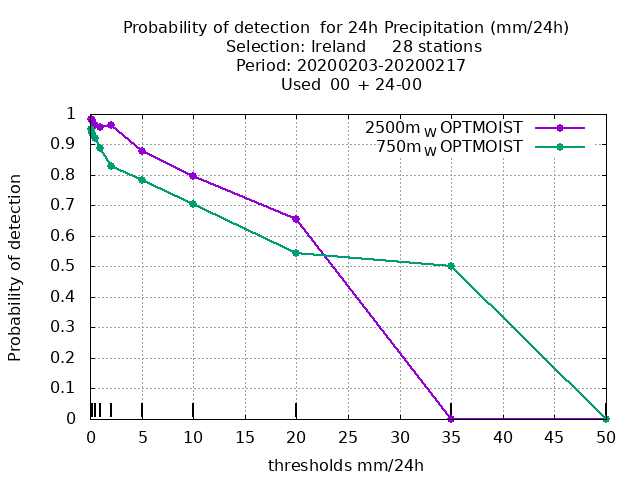 Probability of detection  for 24h Precipitation (mm/24h)
Selection: Ireland     28 stations
Period: 20200203-20200217
Used  00 + 24-00
2500m W OPTMOIST
750m W OPTMOIST
Probability of detection
1
0.9
0.8
0.7
0.6
0.5
0.4
0.3
0.2
0.1
0
0 5 10 15 20 25 30 35 40 45 50
thresholds mm/24h